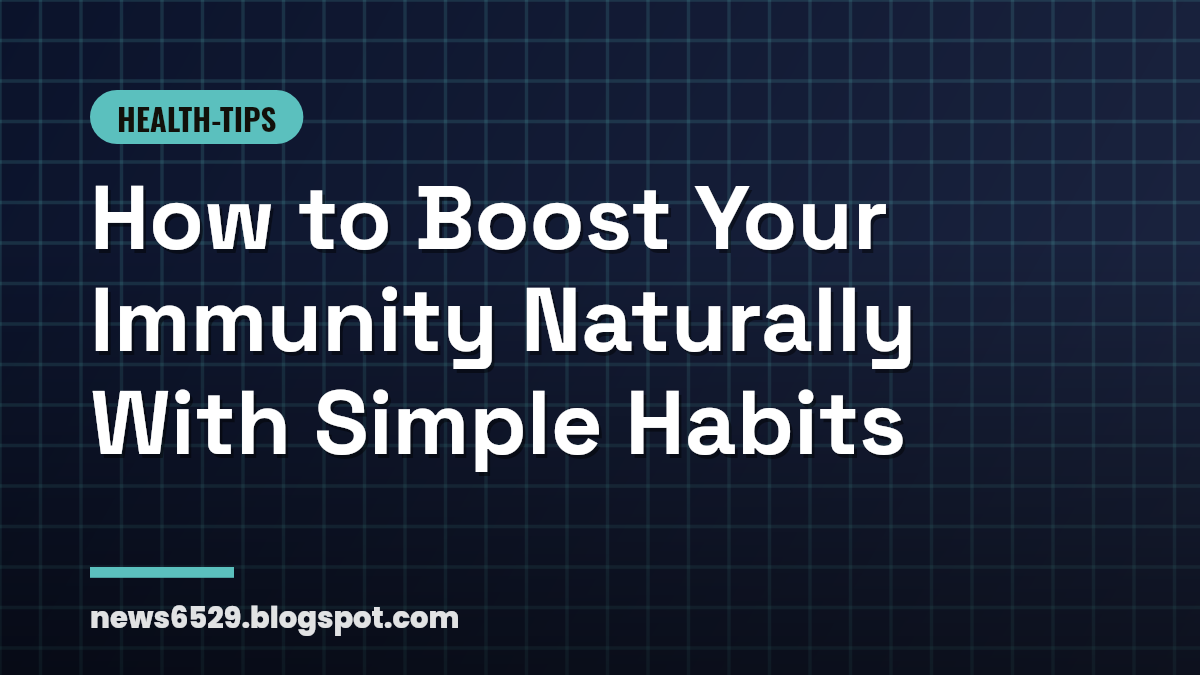 HEALTH-TIPS
How to Boost Your
Immunity Naturally
With Simple Habits
news6529.blogspot.com